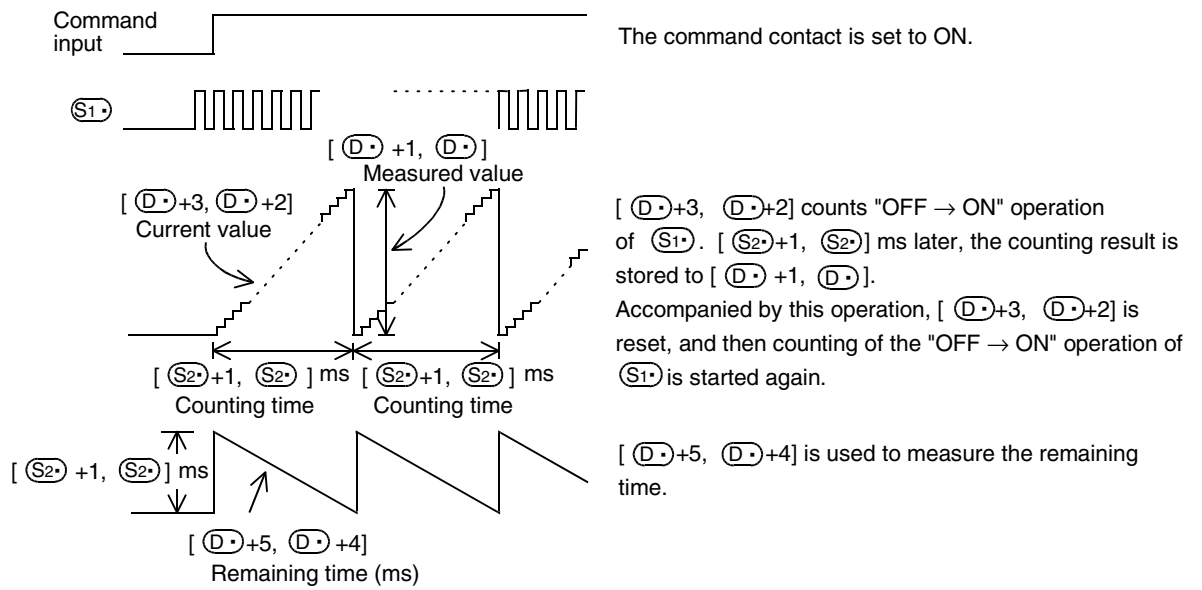 Command
input
The command contact is set to ON.
S1·
[ D· +1, D· ]
Measured value
[ D·+3, D·+2]
Current value
[ D·+3, D·+2] counts "OFF → ON" operation
of S1·. [ S2·+1, S2·] ms later, the counting result is
stored to [ D· +1, D·].
Accompanied by this operation, [ D·+3, D·+2] is
reset, and then counting of the "OFF → ON" operation of
S1· is started again.
[ S2·+1, S2· ] ms
Counting time
[ S2·+1, S2· ] ms
Counting time
[ S2· +1, S2·] ms
[ D·+5, D·+4] is used to measure the remaining
time.
[ D·+5, D· +4]
Remaining time (ms)